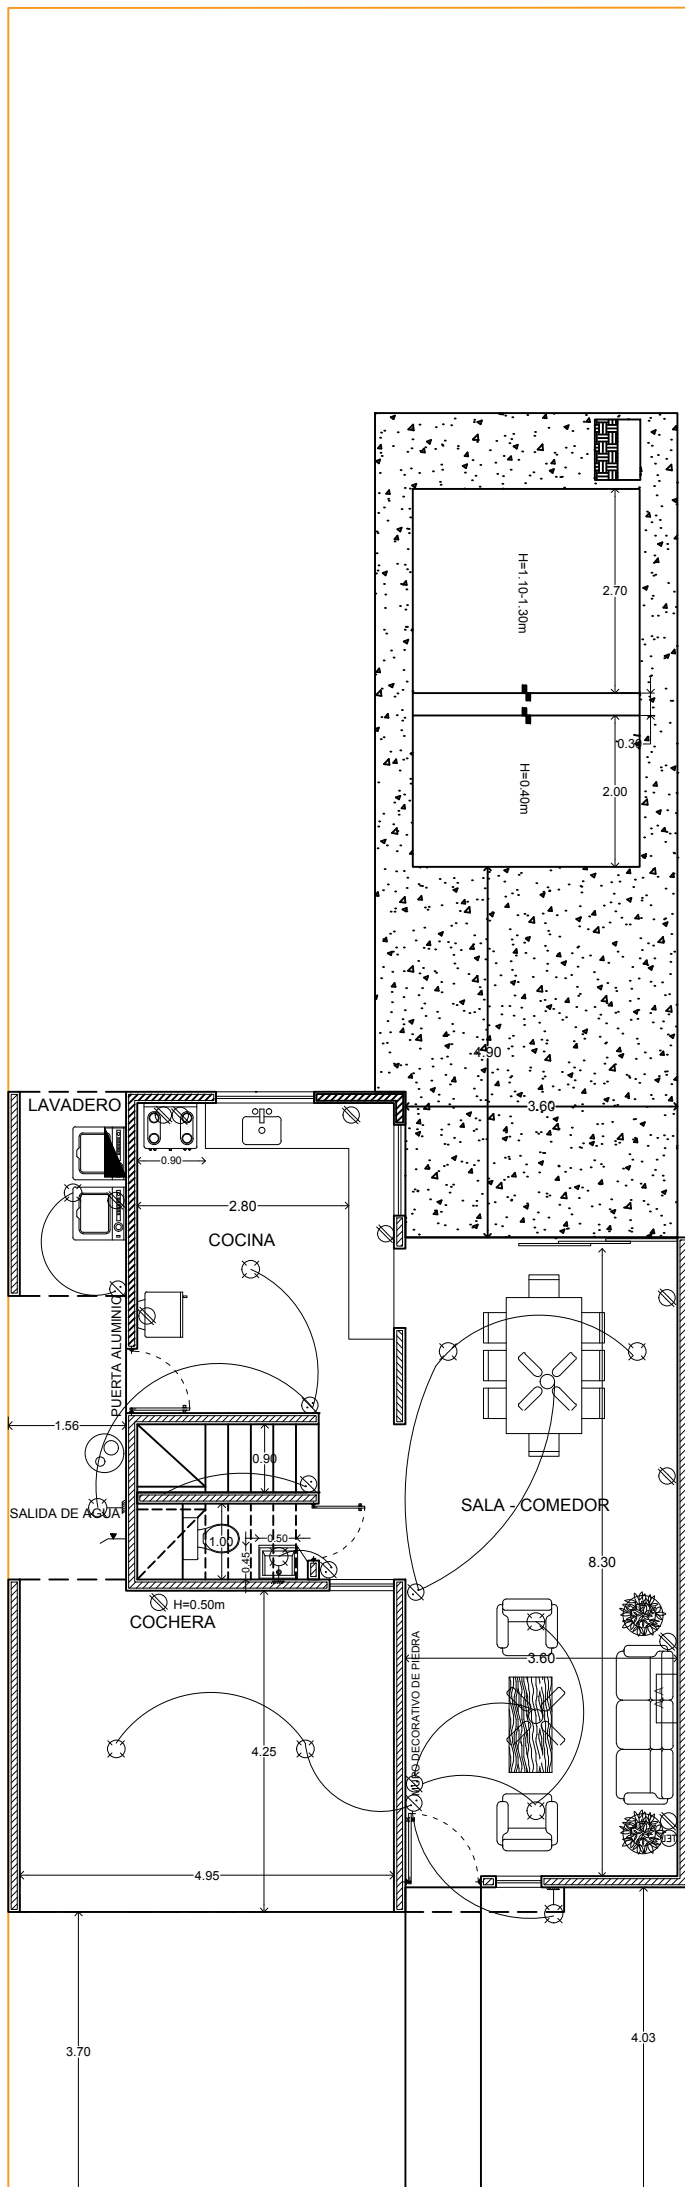 H=1.10-1.30m
2.70
0.30
H=0.40m
2.00
4.90
LAVADERO
3.60
0.90
2.80
COCINA
PUERTA ALUMINIO
1.56
0.90
SALIDA DE AGUA
SALA - COMEDOR
1.00
0.50
0.45
8.30
H=0.50m
COCHERA
MURO DECORATIVO DE PIEDRA
3.60
A-A
4.25
TEL
4.95
3.70
4.03